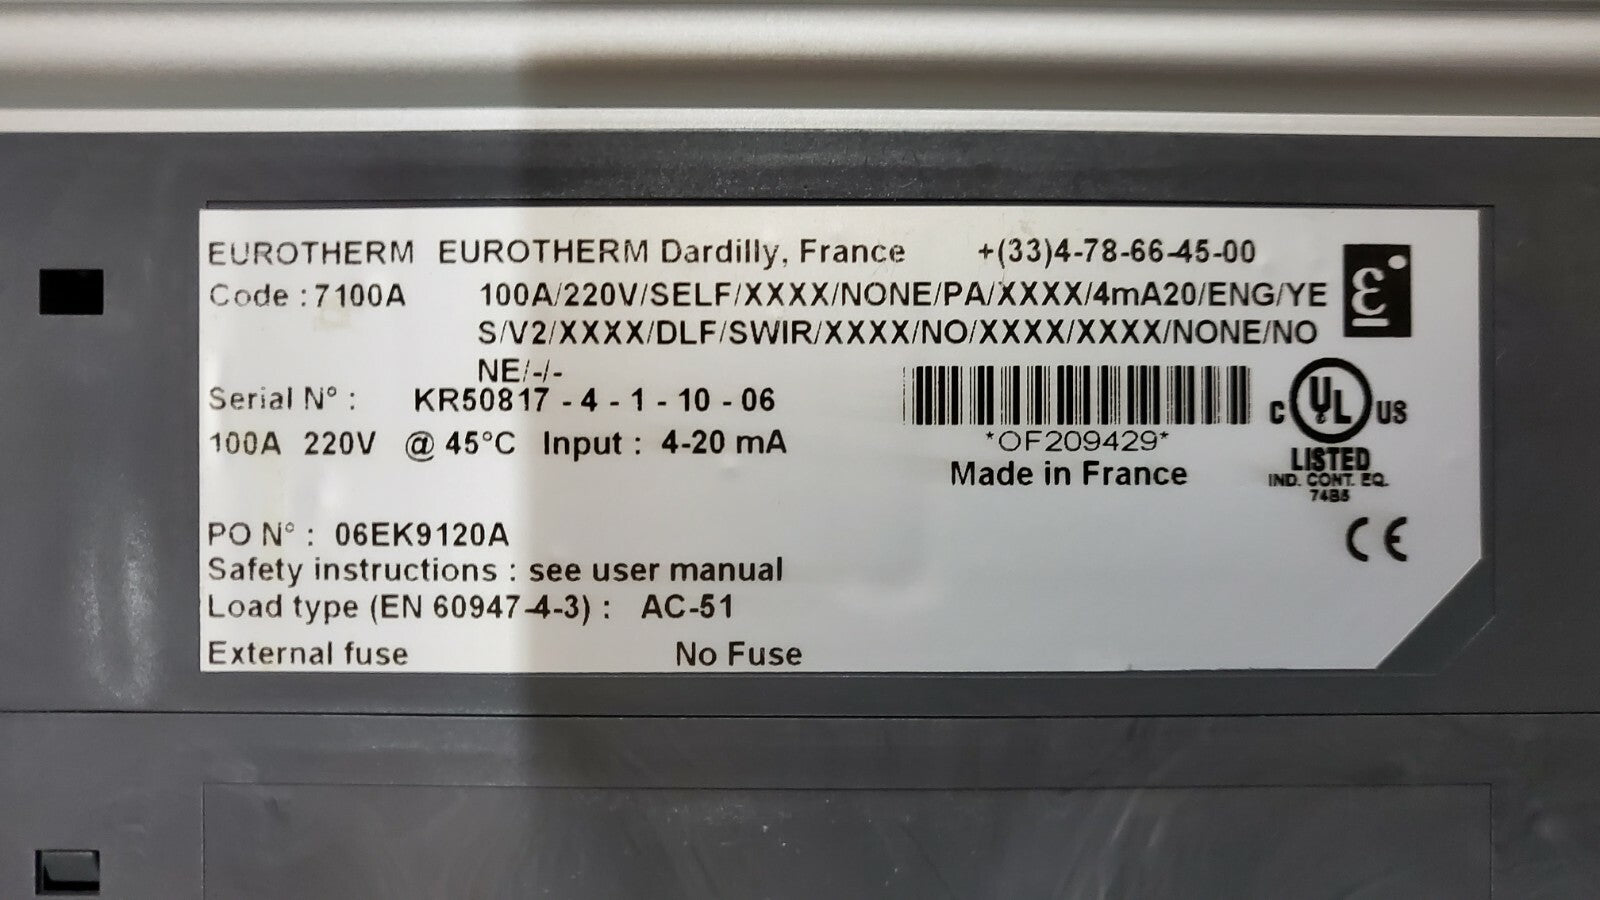 EUROTHERM EUROTHERM Dardilly, France +(33)4-78-66-45-00
Code : 7100A 100A/220V/SELF/XXXX/NONE/PA/XXXX/4mA20/ENG/YE
S/V2/XXXX/DLF/SWIR/XXXX/NO/XXXX/XXXX/NONE/NO
NE/-/-
Serial N° : KR50817 - 4 - 1 - 10 - 06
100A 220V @ 45°C Input : 4-20 mA
*OF209429*
Made in France
C UL US
LISTED
IND. CONT. EQ.
74B5
PO N° : 06EK9120A
Safety instructions : see user manual
Load type (EN 60947-4-3) : AC-51
CE
External fuse No Fuse